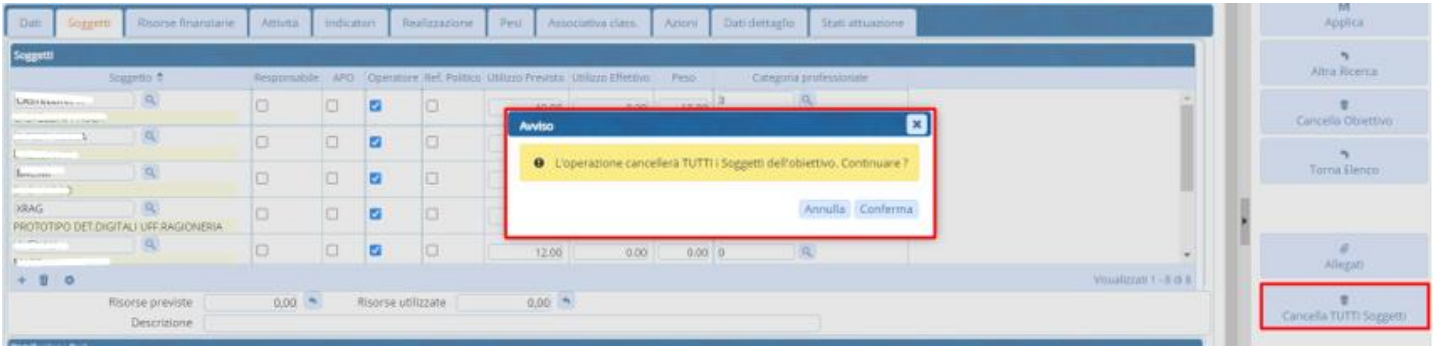 Dati Soggetti Risorse finanziarie Attività Indicatori Realizzazione Pesi Associativa class. Azioni Dati dettaglio Stati attuazione
Applica
Soggetti
Soggetto Responsabile APO Operatore Ref. Politico Utilizzo Previsto Utilizzo Effettivo Peso Categoria professionale
Altra Ricerca
3
Avviso
Cancella Obiettivo
L'operazione cancellerà TUTTI i Soggetti dell'obiettivo. Continuare ?
Torna Elenco
XRAG
Annulla Conferma
PROTOTIPO DET.DIGITALI UFF.RAGIONERIA
12.00 0.00 0.00 0
Allegati
Visualizzati 1 - 8 di 8
Risorse previste 0,00 Risorse utilizzate 0,00
Cancella TUTTI Soggetti
Descrizione